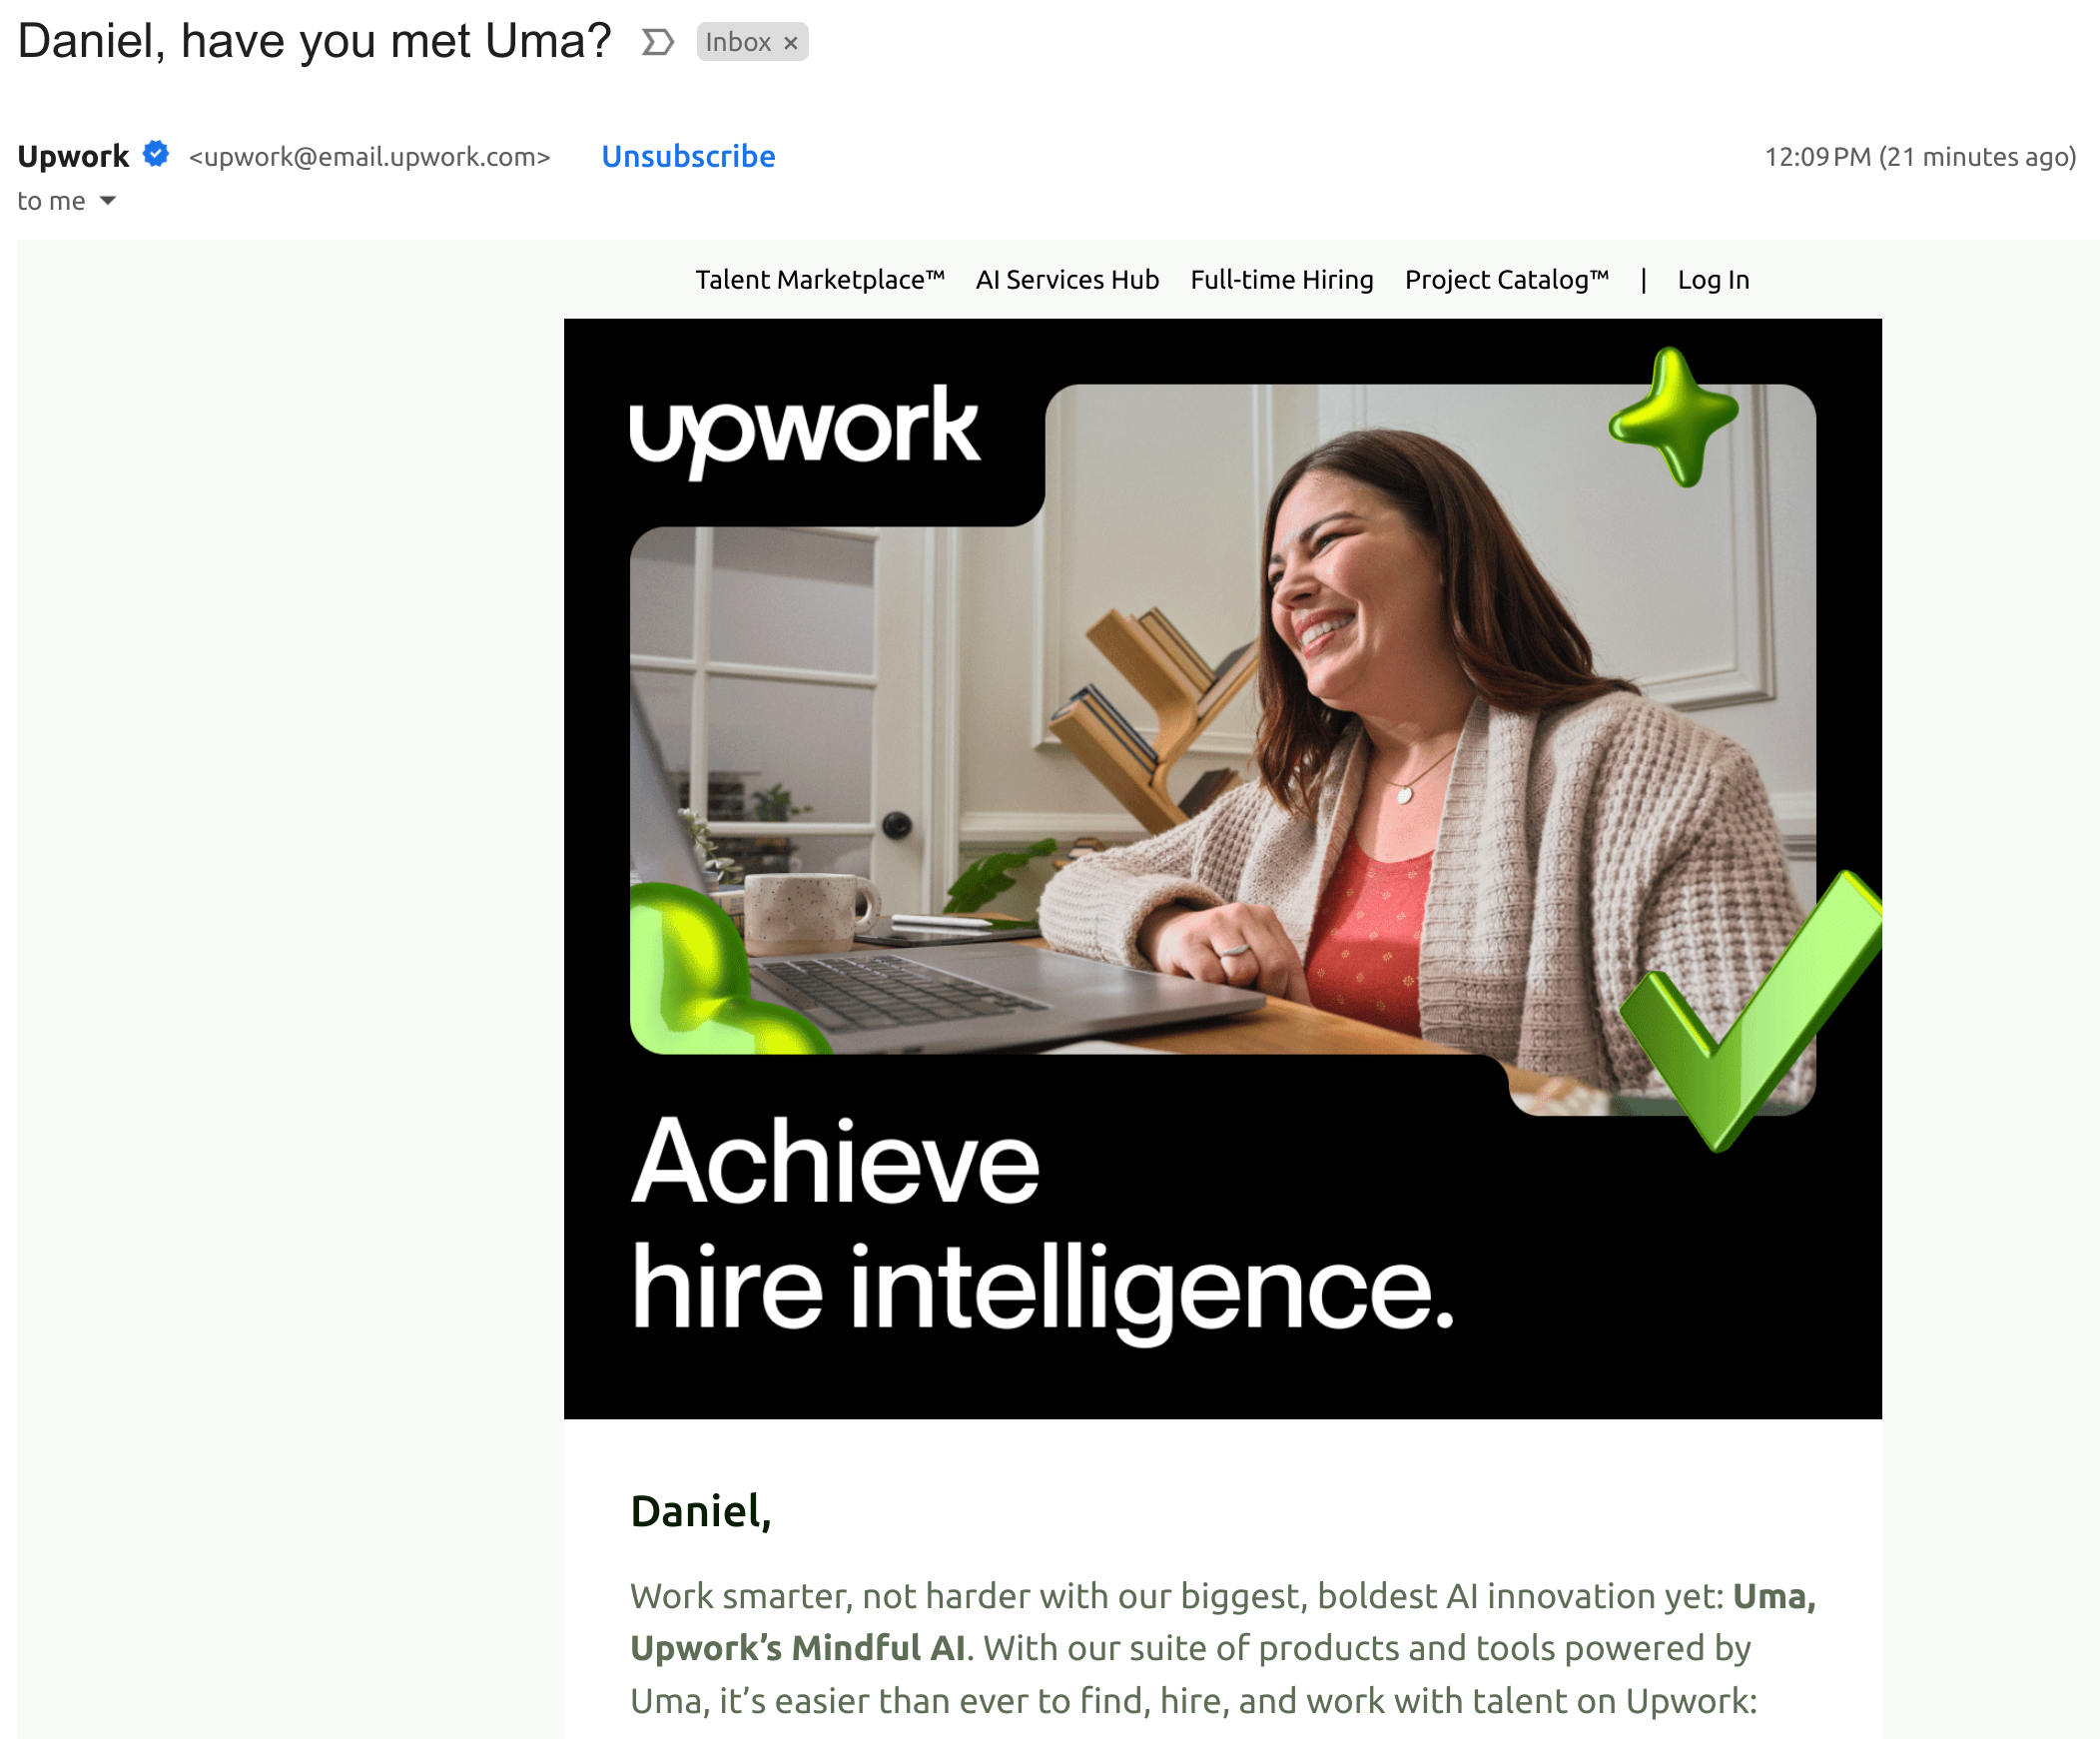 Daniel, have you met Uma?
Inbox ×
Upwork <upwork@email.upwork.com> Unsubscribe 12:09 PM (21 minutes ago)
to me
Talent Marketplace™ AI Services Hub Full-time Hiring Project Catalog™ | Log In
upwork
Achieve
hire intelligence.
Daniel,
Work smarter, not harder with our biggest, boldest AI innovation yet: Uma,
Upwork’s Mindful AI. With our suite of products and tools powered by
Uma, it’s easier than ever to find, hire, and work with talent on Upwork: